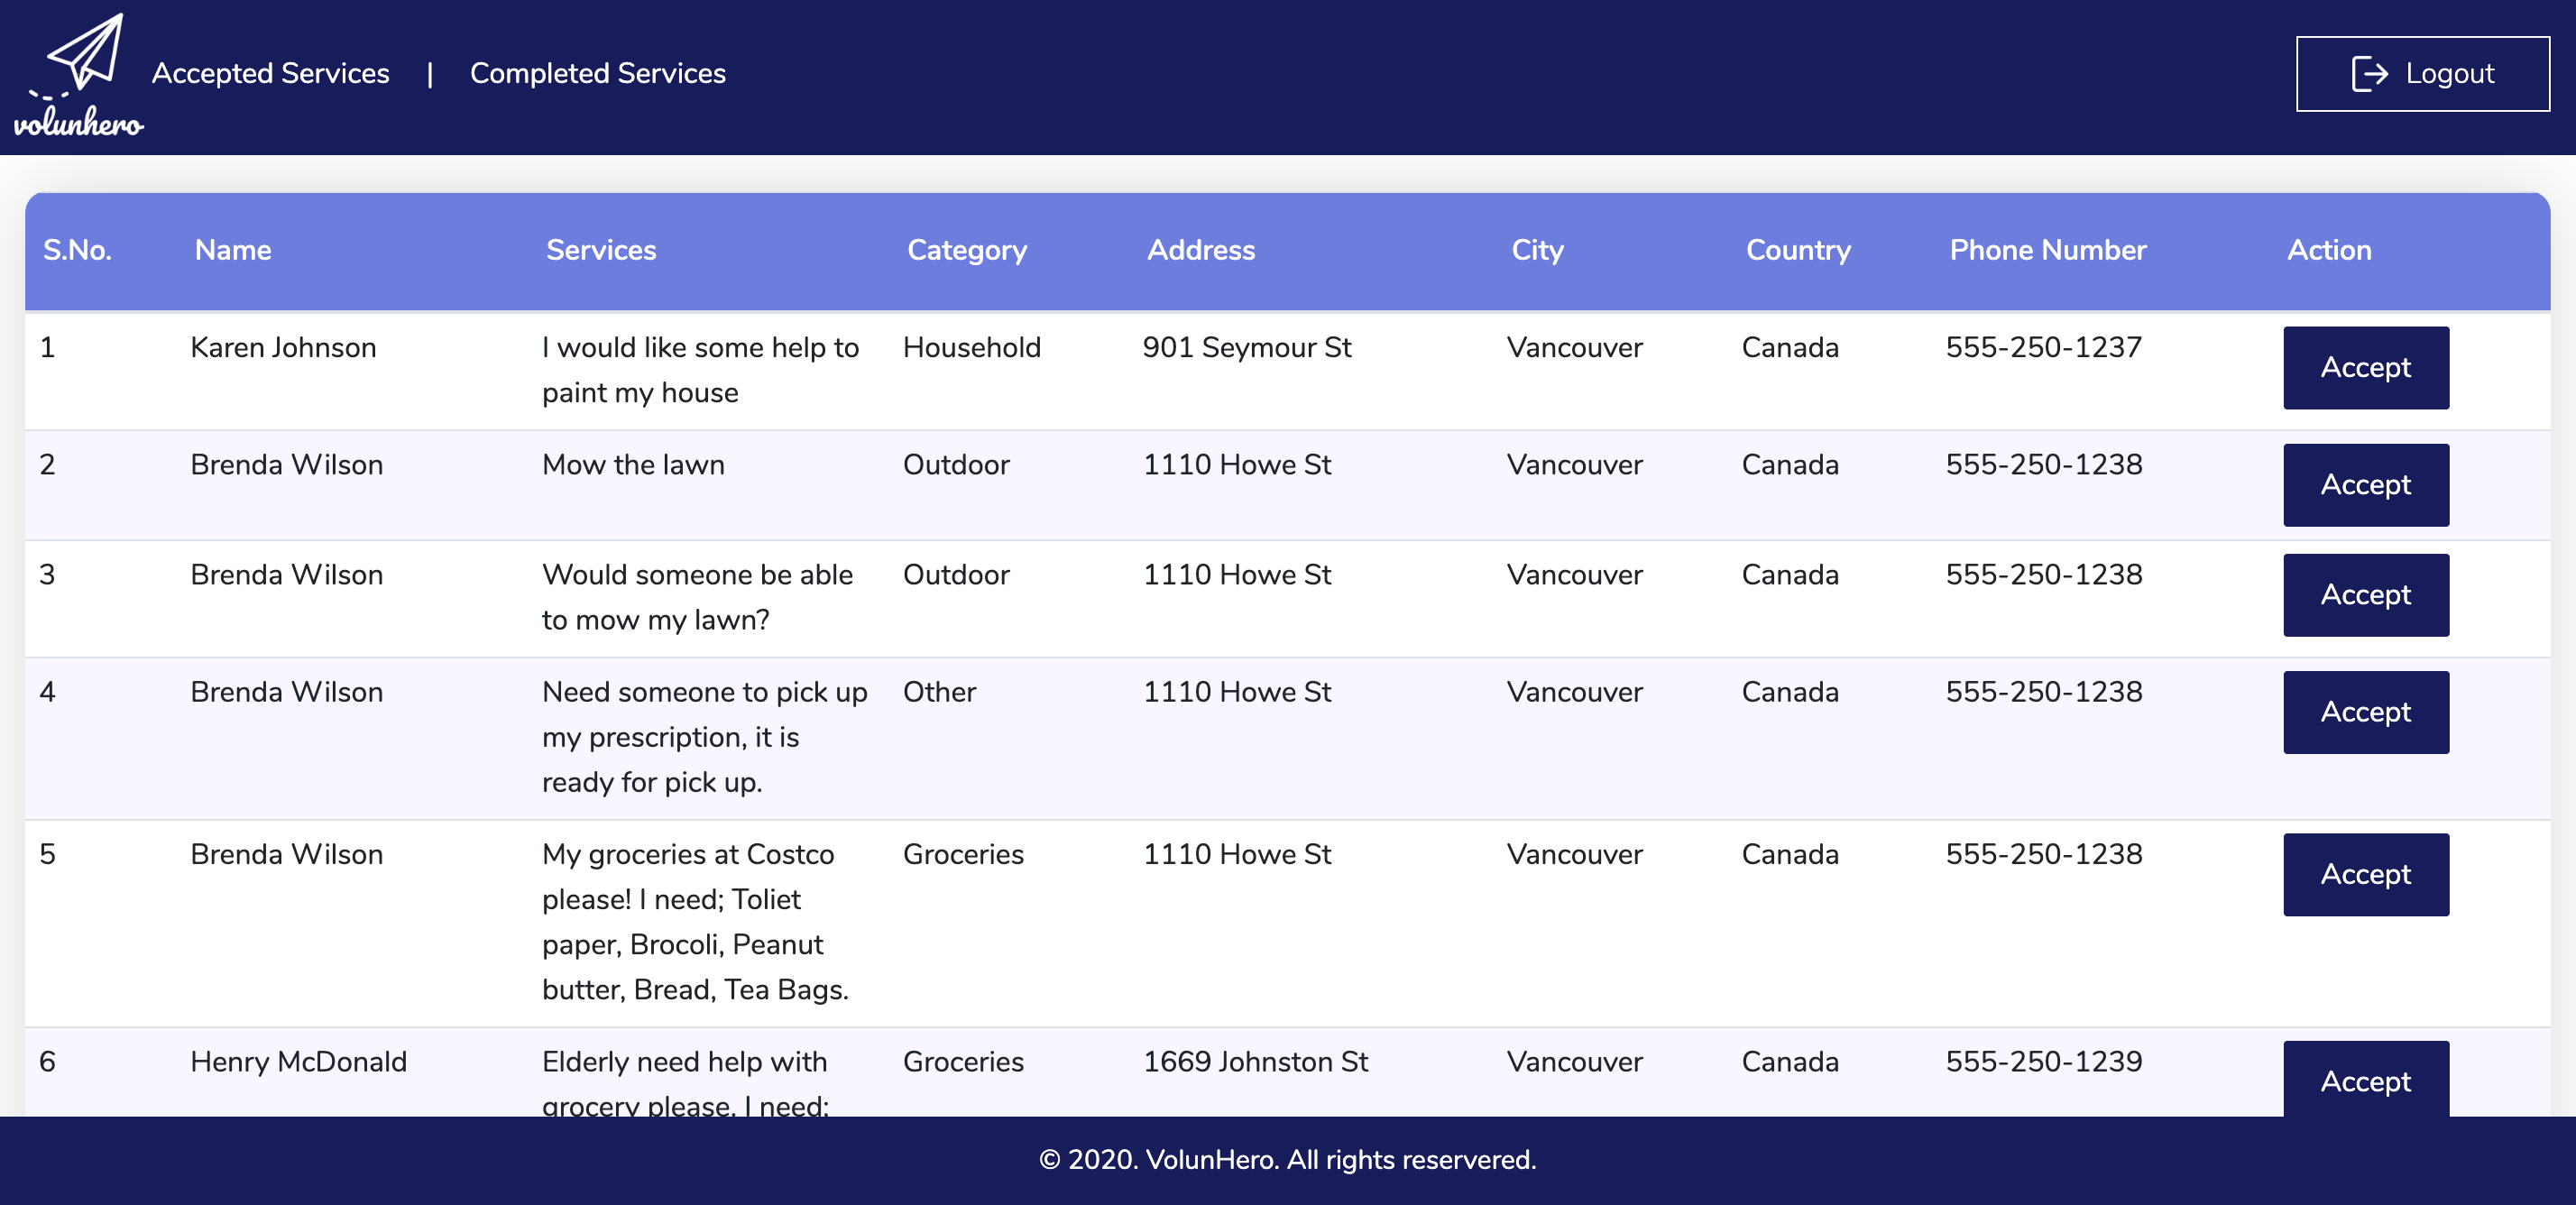 volunhero
Accepted Services | Completed Services
Logout
S.No. Name Services Category Address City Country Phone Number Action
1 Karen Johnson I would like some help to Household 901 Seymour St Vancouver Canada 555-250-1237 Accept
paint my house
2 Brenda Wilson Mow the lawn Outdoor 1110 Howe St Vancouver Canada 555-250-1238 Accept
3 Brenda Wilson Would someone be able Outdoor 1110 Howe St Vancouver Canada 555-250-1238 Accept
to mow my lawn?
4 Brenda Wilson Need someone to pick up Other 1110 Howe St Vancouver Canada 555-250-1238 Accept
my prescription, it is
ready for pick up.
5 Brenda Wilson My groceries at Costco Groceries 1110 Howe St Vancouver Canada 555-250-1238 Accept
please! I need; Toliet
paper, Brocoli, Peanut
butter, Bread, Tea Bags.
6 Henry McDonald Elderly need help with Groceries 1669 Johnston St Vancouver Canada 555-250-1239 Accept
grocery please. I need;
© 2020. VolunHero. All rights reservered.